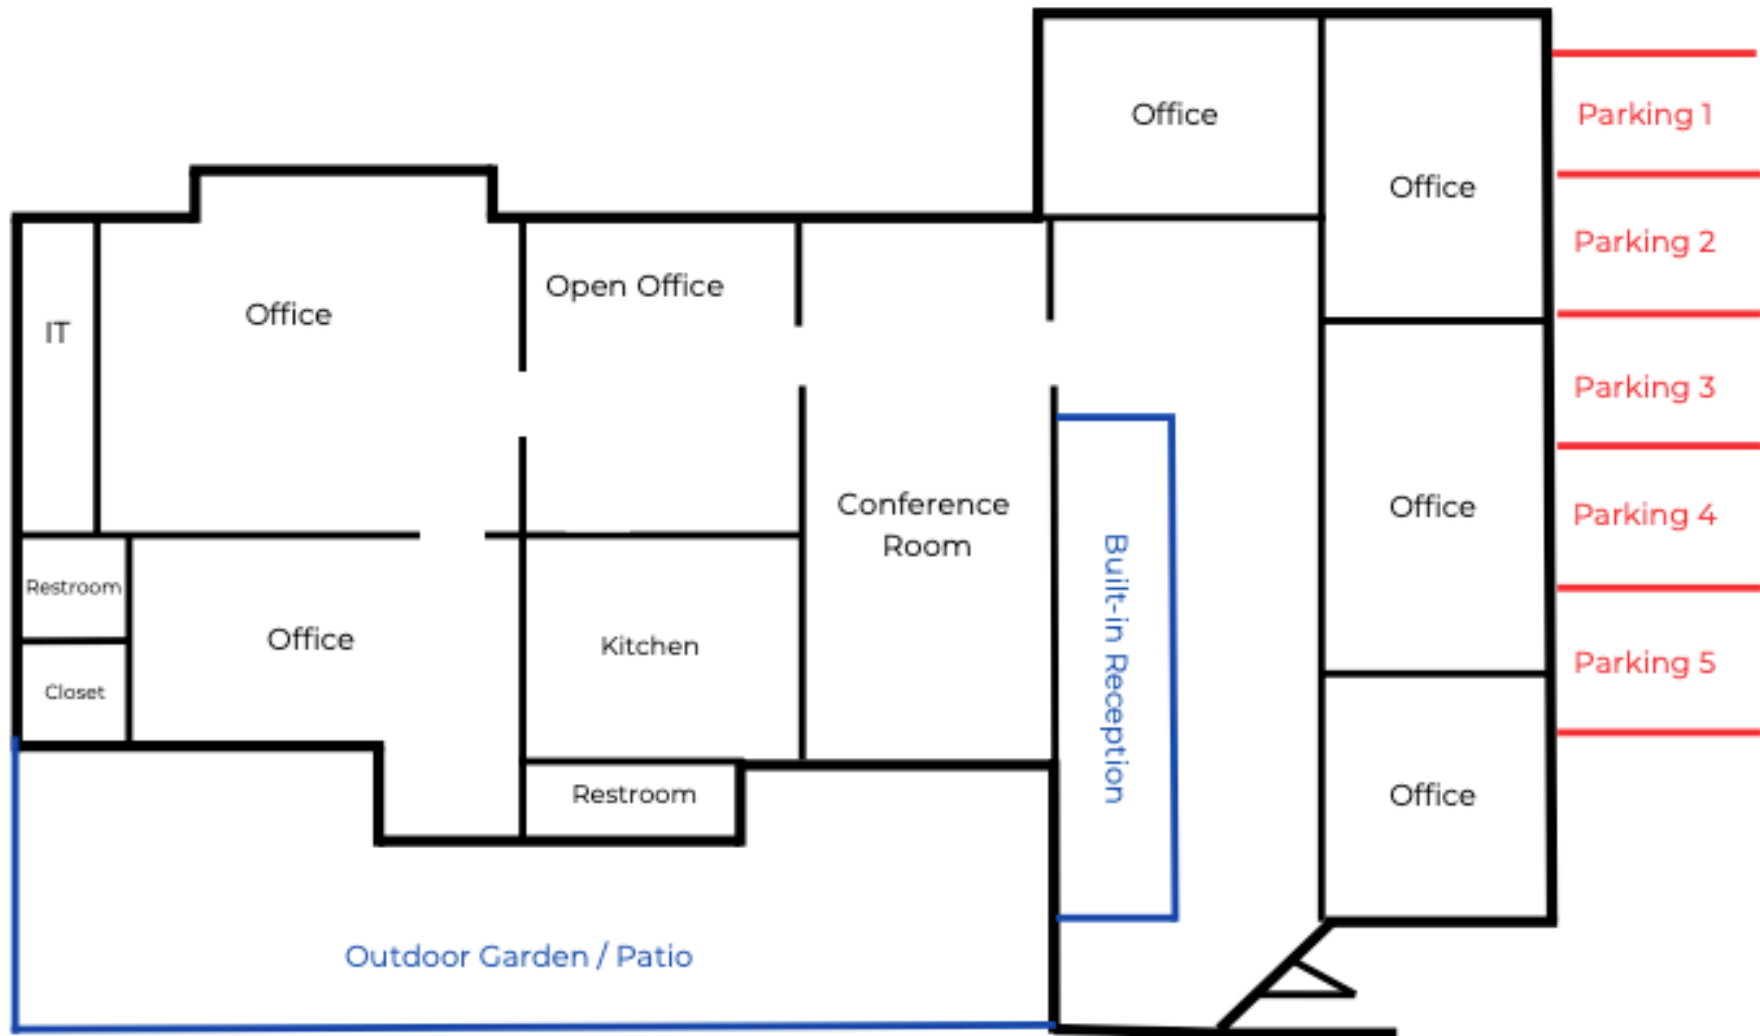 Office
Parking 1
Office
Parking 2
Open Office
Office
IT
Parking 3
Conference
Room
Office
Parking 4
Built-in Reception
Restroom
Office
Kitchen
Parking 5
Closet
Restroom
Office
Outdoor Garden / Patio